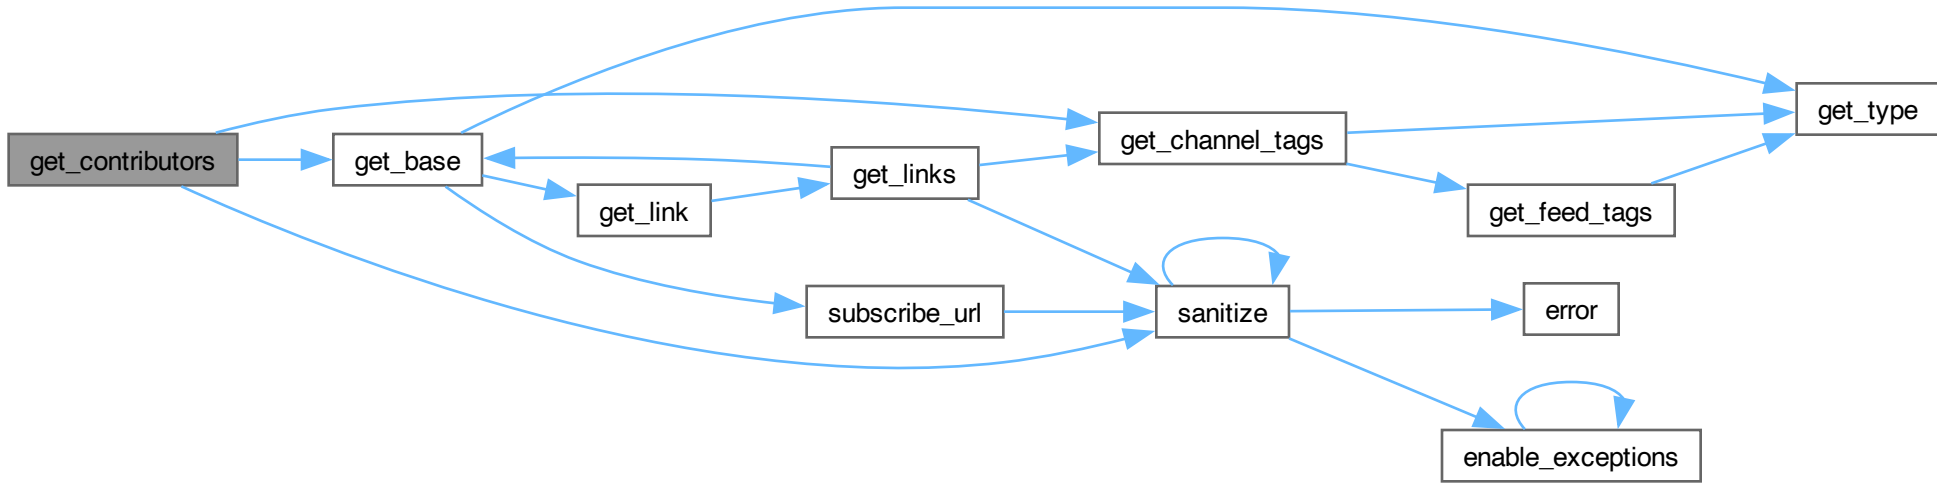 get_contributors
get_base
get_link
get_links
subscribe_url
get_channel_tags
sanitize
get_feed_tags
error
enable_exceptions
get_type